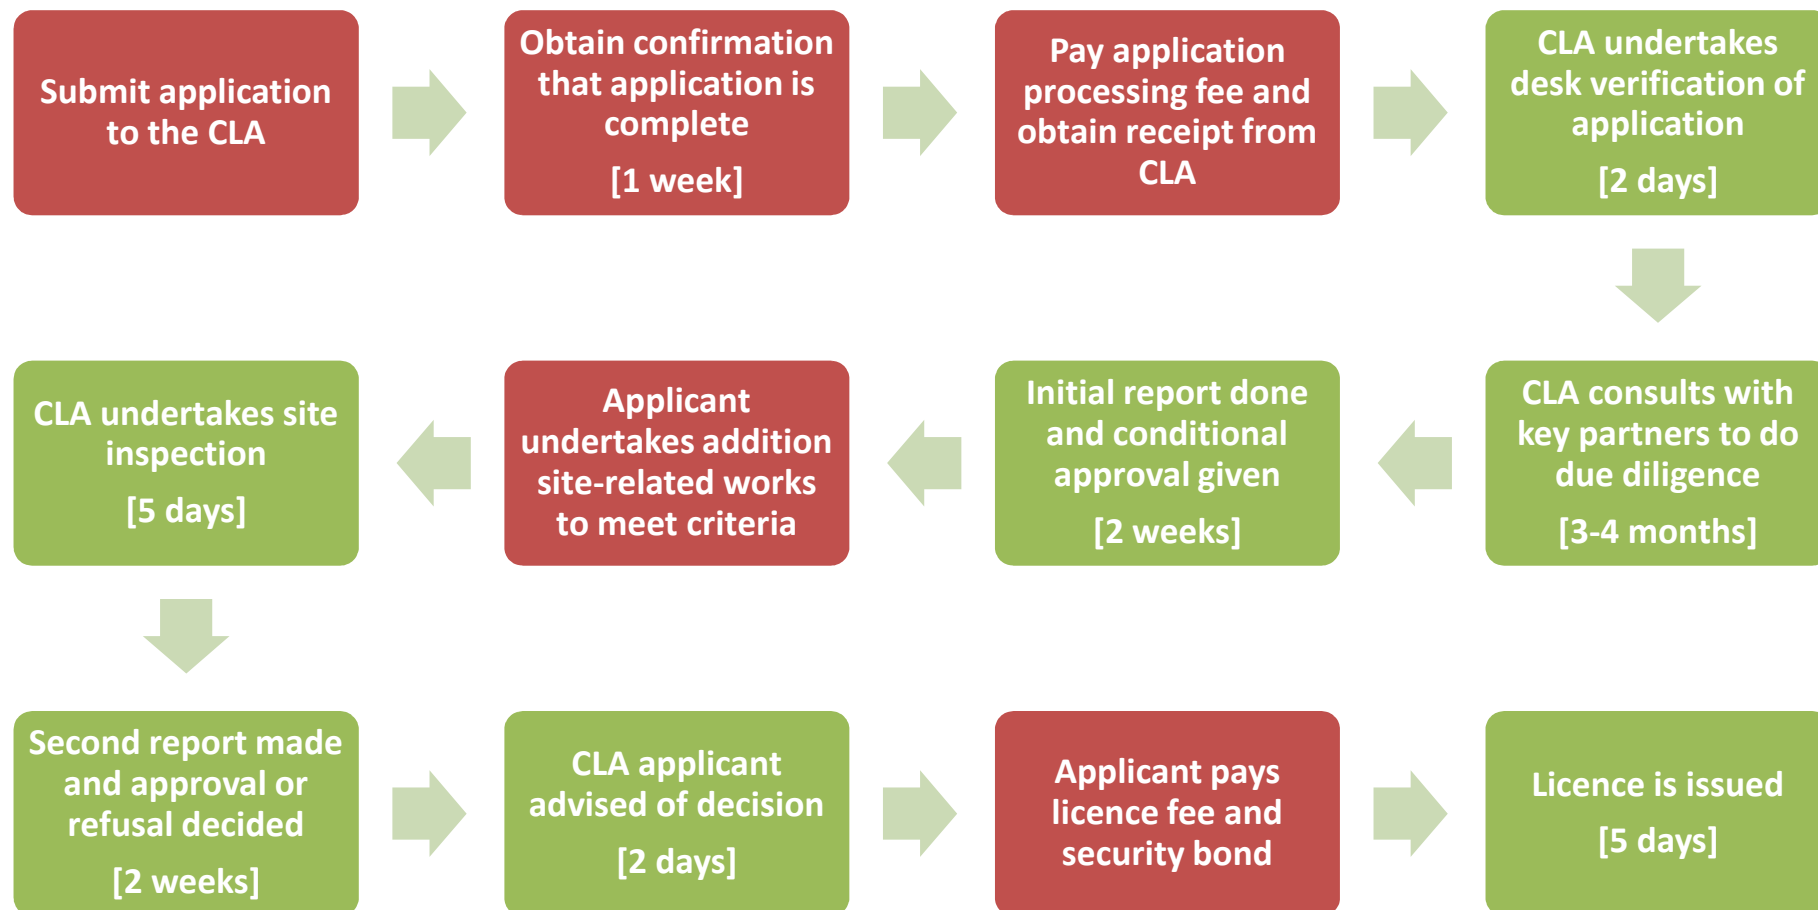 Submit application
to the CLA
Obtain confirmation
that application is
complete
[1 week]
Pay application
processing fee and
obtain receipt from
CLA
CLA undertakes
desk verification of
application
[2 days]
CLA consults with
key partners to do
due diligence
[3-4 months]
Initial report done
and conditional
approval given
[2 weeks]
Applicant
undertakes addition
site-related works
to meet criteria
CLA undertakes site
inspection
[5 days]
Second report made
and approval or
refusal decided
[2 weeks]
CLA applicant
advised of decision
[2 days]
Applicant pays
licence fee and
security bond
Licence is issued
[5 days]